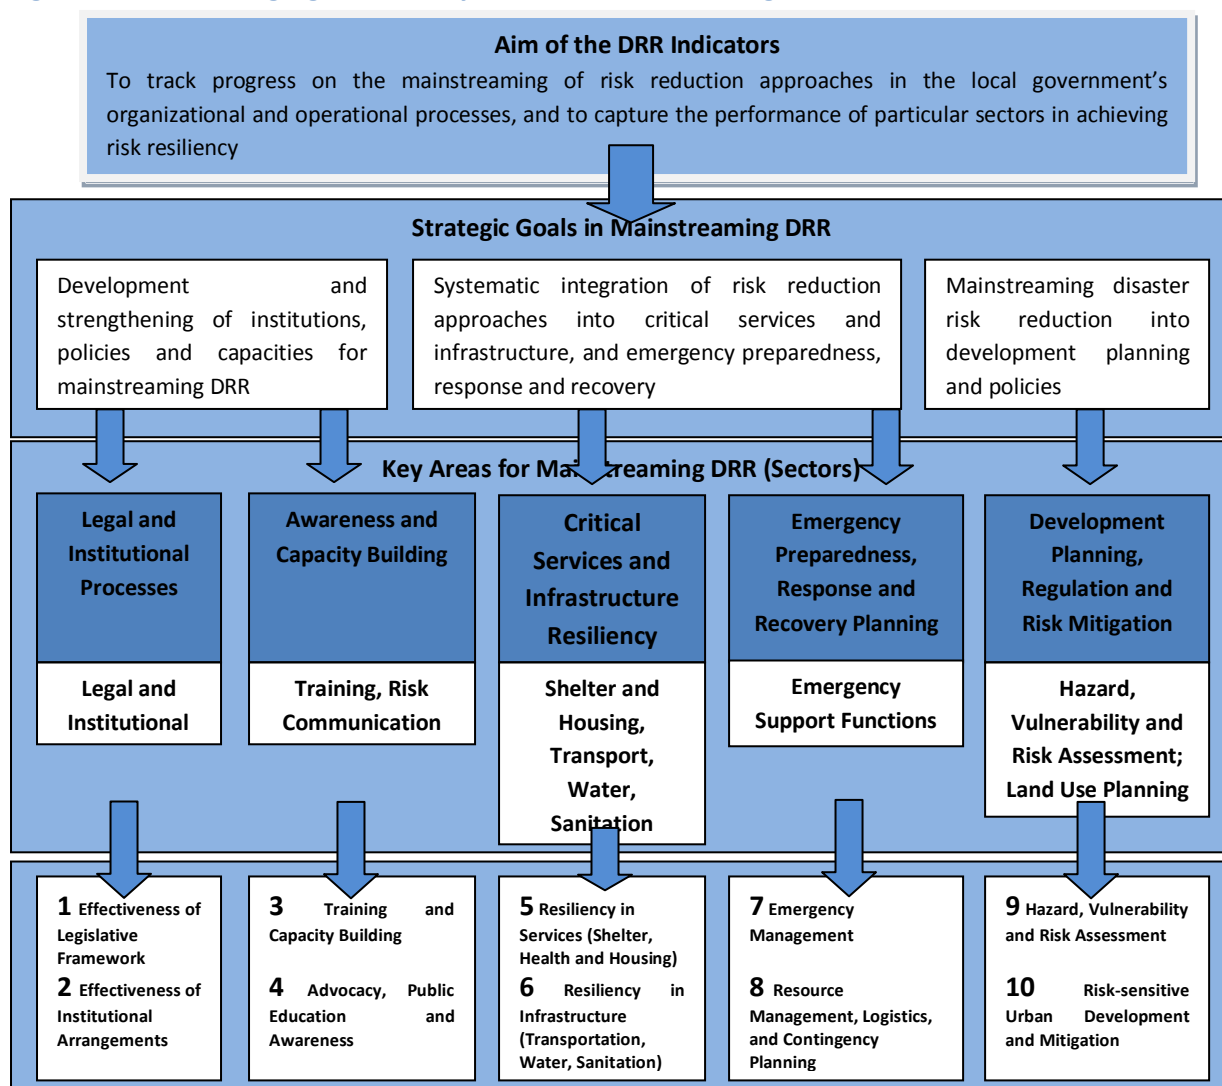 Aim of the DRR Indicators
To track progress on the mainstreaming of risk reduction approaches in the local government's
organizational and operational processes, and to capture the performance of particular sectors in achieving
risk resiliency
Strategic Goals in Mainstreaming DRR
Development and
strengthening of institutions,
policies and capacities for
mainstreaming DRR
Systematic integration of risk reduction
approaches into critical services and
infrastructure, and emergency preparedness,
response and recovery
Mainstreaming disaster
risk reduction into
development planning
and policies
Key Areas for Mainstreaming DRR (Sectors)
Legal and
Institutional
Processes
Legal and
Institutional
Awareness and
Capacity Building
Training, Risk
Communication
Critical
Services and
Infrastructure
Resiliency
Shelter and
Housing,
Transport,
Water,
Sanitation
Emergency
Preparedness,
Response and
Recovery Planning
Emergency
Support Functions
Development
Planning,
Regulation and
Risk Mitigation
Hazard,
Vulnerability and
Risk Assessment;
Land Use Planning
1 Effectiveness of
Legislative
Framework
2 Effectiveness of
Institutional
Arrangements
3 Training and
Capacity Building
4 Advocacy, Public
Education and
Awareness
5 Resiliency in
Services (Shelter,
Health and Housing)
6 Resiliency in
Infrastructure
(Transportation,
Water, Sanitation)
7 Emergency
Management
8 Resource
Management, Logistics,
and Contingency
Planning
9 Hazard, Vulnerability
and Risk Assessment
10 Risk-sensitive
Urban Development
and Mitigation